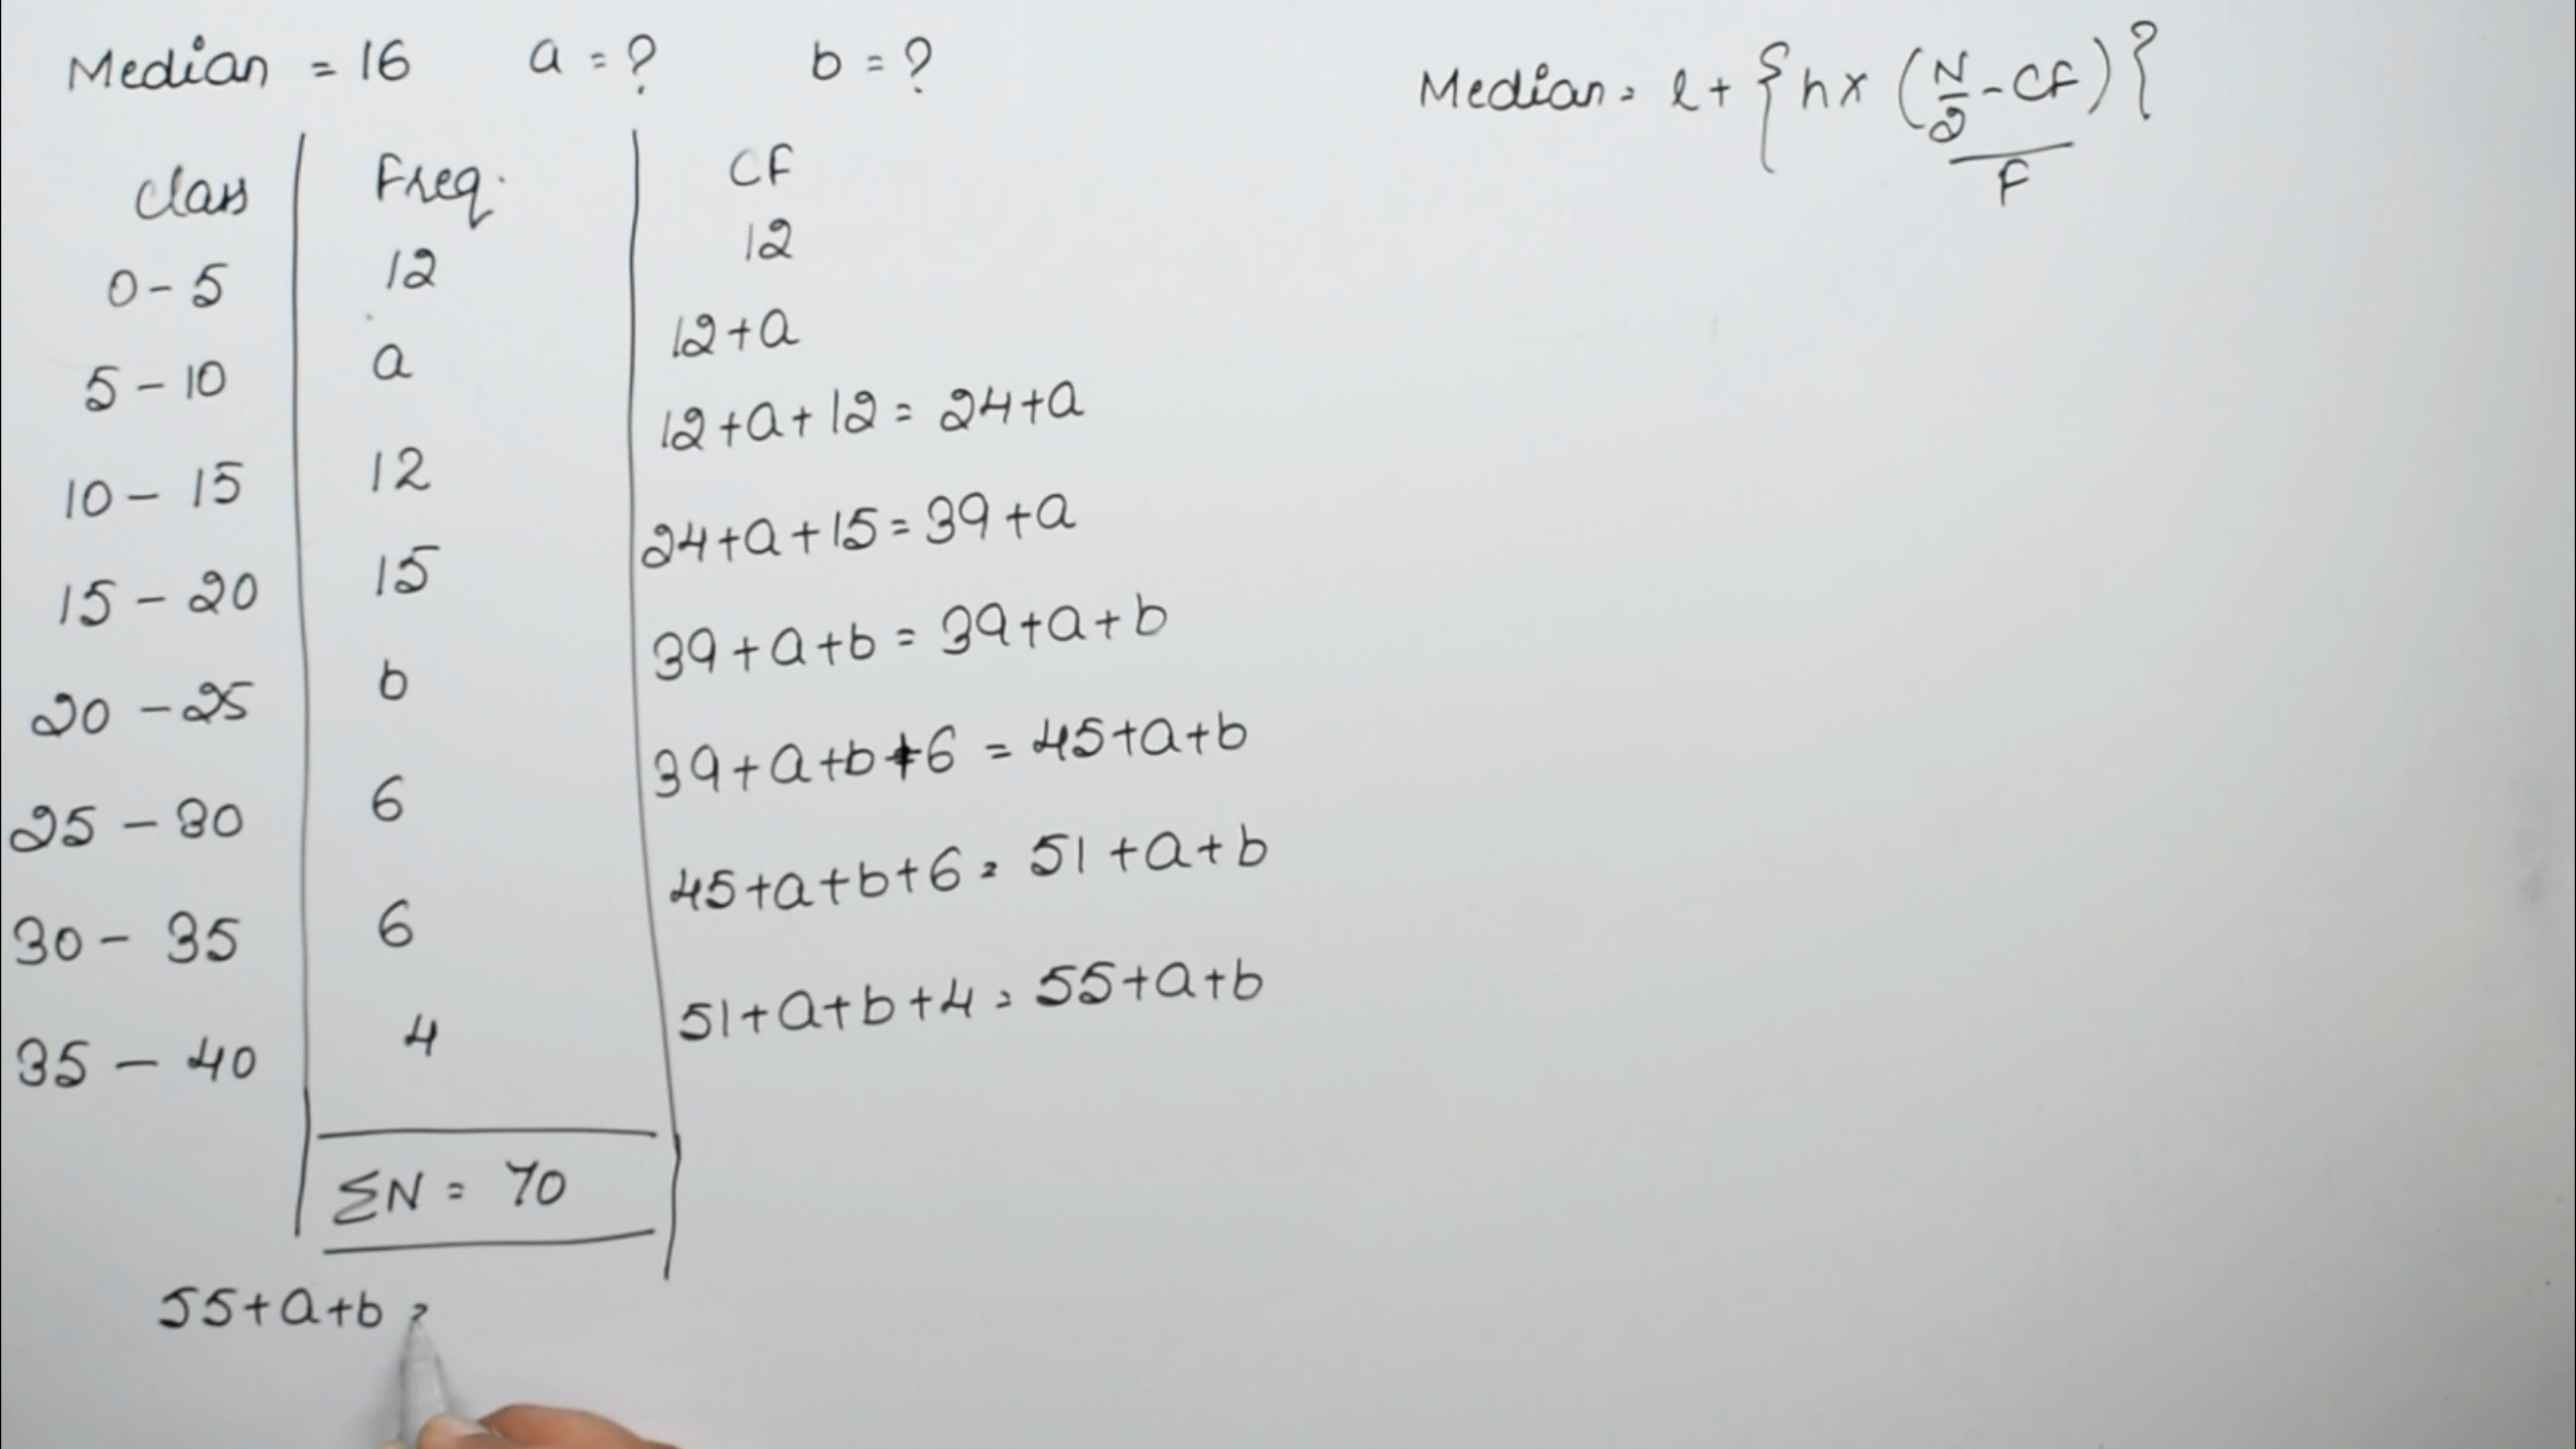 Median = 16 a = ? b = ?
Median = l + { h x (N/2 - CF) / F }
Class Freq. CF
0 - 5 12 12
5 - 10 a 12+a
10 - 15 12 12+a+12 = 24+a
15 - 20 15 24+a+15 = 39+a
20 - 25 b 39+a+b = 39+a+b
25 - 30 6 39+a+b+6 = 45+a+b
30 - 35 6 45+a+b+6 = 51+a+b
35 - 40 4 51+a+b+4 = 55+a+b
ΣN = 70
55+a+b =